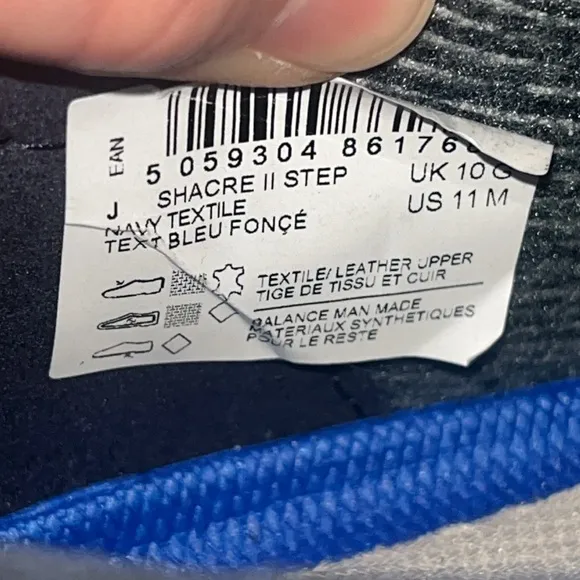 EAN
5 059304 86176
SHACRE II STEP
UK 10 G
J
NAVY TEXTILE
US 11 M
TEXT BLEU FONÇÉ
TEXTILE/LEATHER UPPER
TIGE DE TISSU ET CUIR
BALANCE MAN MADE
MATERIAUX SYNTHETIQUES
POUR LE RESTE